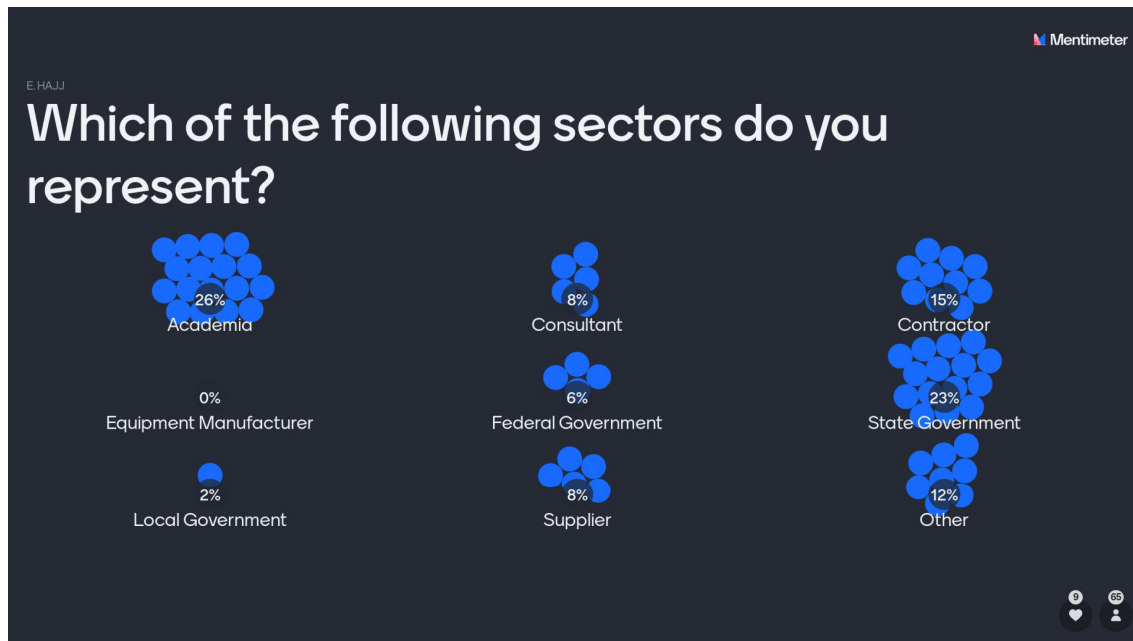 Mentimeter
E. HAJJ
Which of the following sectors do you
represent?
26%
Academia
8%
Consultant
15%
Contractor
0%
Equipment Manufacturer
6%
Federal Government
23%
State Government
2%
Local Government
8%
Supplier
12%
Other
9
65